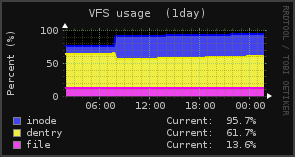 VFS usage  (1day)
RRDTOOL / TOBI OETIKER
Percent (%)
100
50
0
06:00 12:00 18:00 00:00
inode Current: 95.7%
dentry Current: 61.7%
file Current: 13.6%